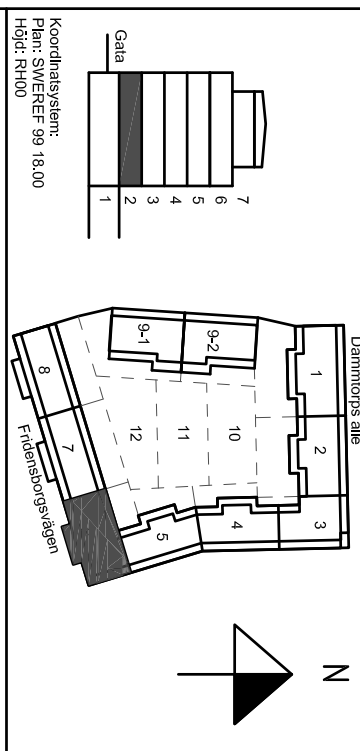 Dammtorps alle
Gata
7
6
5
4
3
2
1
1
2
3
9-1
9-2
10
11
12
4
5
8
7
Fridensborgsvägen
N
Koordinatsystem:
Plan: SWEREF 99 18.00
Höjd: RH00